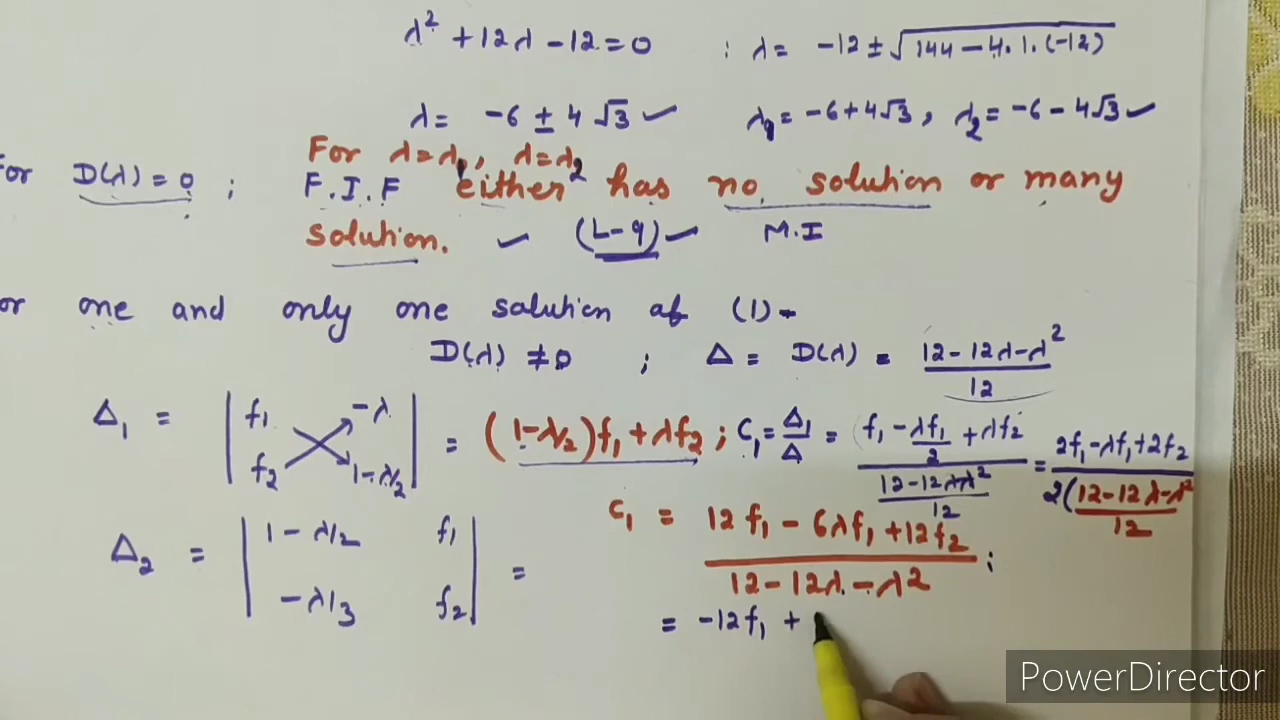 λ² + 12λ - 12 = 0 ; λ = -12 ± √144 - 4.1.(-12)
λ = -6 ± 4√3 ✓ λ₁ = -6 + 4√3, λ₂ = -6 - 4√3 ✓
For λ = λ₁, λ = λ₂
For D(λ) = 0 ; F.I.F either has no solution or many
solution. ✓ (L-9) ✓ M.I
or one and only one solution of (1) -
D(λ) ≠ 0 ; Δ = D(λ) = 12 - 12λ - λ² / 12
Δ₁ = | f₁ -λ | = (1 - λ/2) f₁ + λf₂ ; C₁ = Δ₁/Δ = f₁ - λf₁/2 + λf₂ / 12 - 12λ - λ²/12 = 2f₁ - λf₁ + 2f₂ / 2(12 - 12λ - λ²/12
| f₂ 1 - λ/2 |
C₁ = 12f₁ - 6λf₁ + 12f₂ / 12 - 12λ - λ² ;
Δ₂ = | 1 - λ/2 f₁ | =
| -λ/3 f₂ |
= -12f₁ +
PowerDirector